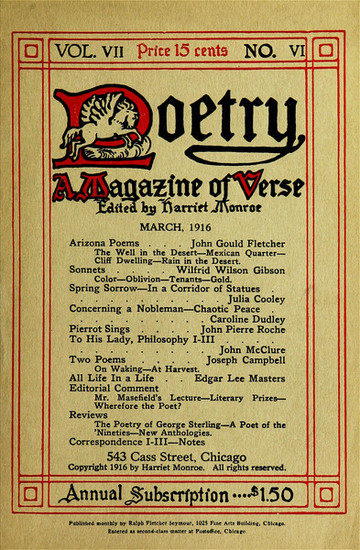 VOL. VII Price 15 cents NO. VI
Poetry
A Magazine of Verse
Edited by Harriet Monroe
MARCH, 1916
Arizona Poems . . . John Gould Fletcher
The Well in the Desert—Mexican Quarter—
Cliff Dwelling—Rain in the Desert.
Sonnets . . . . . Wilfrid Wilson Gibson
Color—Oblivion—Tenants—Gold.
Spring Sorrow—In a Corridor of Statues .
. . . . . . . . . . Julia Cooley
Concerning a Nobleman—Chaotic Peace .
. . . . . . . . . Caroline Dudley
Pierrot Sings . . . . . John Pierre Roche
To His Lady, Philosophy I-III . . .
. . . . . . . . . . John McClure
Two Poems . . . . . Joseph Campbell
On Waking—At Harvest.
All Life In a Life . . Edgar Lee Masters
Editorial Comment
Mr. Masefield's Lecture—Literary Prizes—
Wherefore the Poet?
Reviews
The Poetry of George Sterling—A Poet of the
'Nineties—New Anthologies.
Correspondence I-III—Notes
543 Cass Street, Chicago
Copyright 1916 by Harriet Monroe. All rights reserved.
Annual Subscription ....$1.50
Published monthly by Ralph Fletcher Seymour, 1025 Fine Arts Building, Chicago.
Entered as second-class matter at Postoffice, Chicago